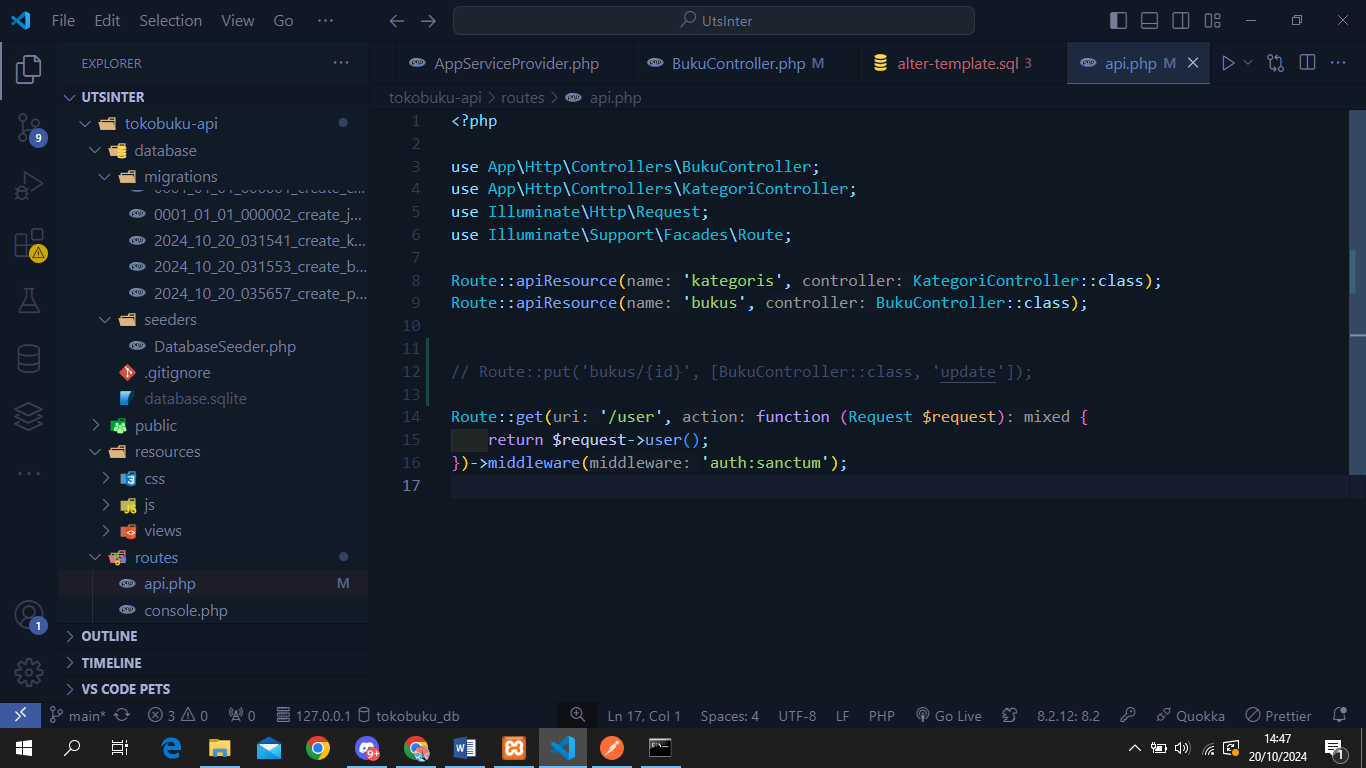 File Edit Selection View Go ···
UtsInter
EXPLORER ···
AppServiceProvider.php
BukuController.php M
alter-template.sql 3
api.php M
UTSINTER
tokobuku-api
database
migrations
0001_01_01_000002_create_j...
2024_10_20_031541_create_k...
2024_10_20_031553_create_b...
2024_10_20_035657_create_p...
seeders
DatabaseSeeder.php
.gitignore
database.sqlite
public
resources
css
js
views
routes
api.php M
console.php
OUTLINE
TIMELINE
VS CODE PETS
9
1
tokobuku-api > routes > api.php
1 <?php
2
3 use App\Http\Controllers\BukuController;
4 use App\Http\Controllers\KategoriController;
5 use Illuminate\Http\Request;
6 use Illuminate\Support\Facades\Route;
7
8 Route::apiResource(name: 'kategoris', controller: KategoriController::class);
9 Route::apiResource(name: 'bukus', controller: BukuController::class);
10
11
12 // Route::put('bukus/{id}', [BukuController::class, 'update']);
13
14 Route::get(uri: '/user', action: function (Request $request): mixed {
15 return $request->user();
16 })->middleware(middleware: 'auth:sanctum');
17
main* 3 0 0 127.0.0.1 tokobuku_db Ln 17, Col 1 Spaces: 4 UTF-8 LF PHP Go Live 8.2.12: 8.2 Quokka Prettier
9+
14:47
20/10/2024
1